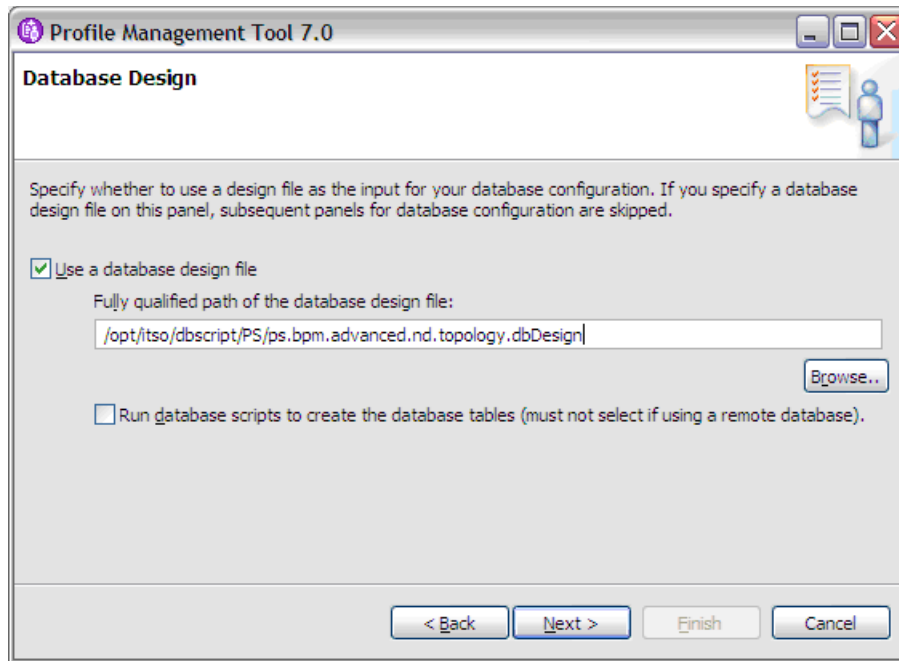 Profile Management Tool 7.0
Database Design
Specify whether to use a design file as the input for your database configuration. If you specify a database
design file on this panel, subsequent panels for database configuration are skipped.
Use a database design file
Fully qualified path of the database design file:
/opt/itso/dbscript/PS/ps.bpm.advanced.nd.topology.dbDesign
Browse..
Run database scripts to create the database tables (must not select if using a remote database).
< Back Next > Finish Cancel